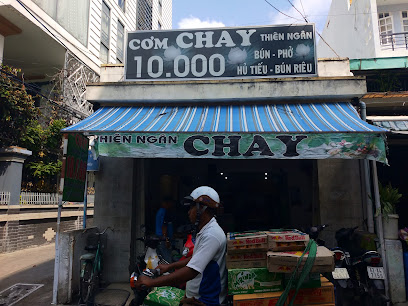 CƠM CHAY THIÊN NGÂN
10.000 BÚN - PHỞ
HỦ TIẾU - BÚN RIÊU
THIÊN NGÂN CHAY